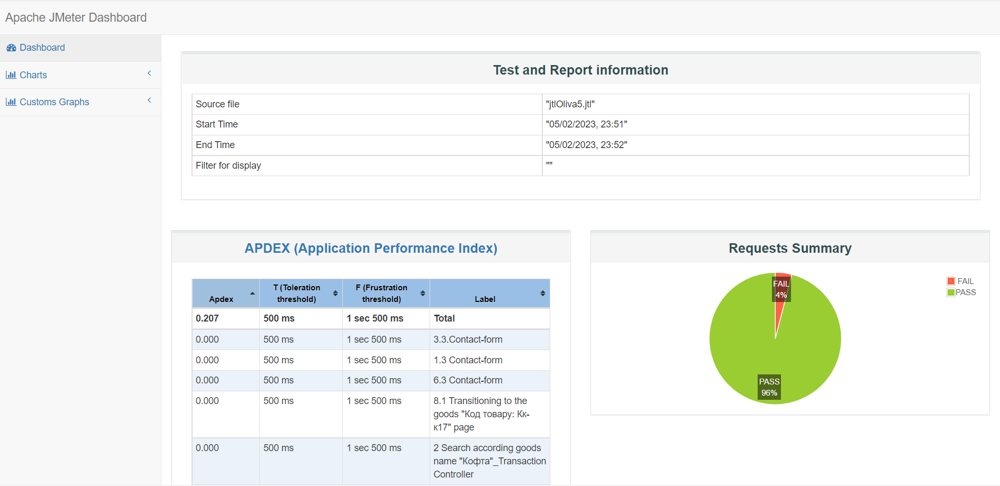 Apache JMeter Dashboard
Dashboard
Charts
Customs Graphs
Test and Report information
Source file "jtlOliva5.jtl"
Start Time "05/02/2023, 23:51"
End Time "05/02/2023, 23:52"
Filter for display ""
APDEX (Application Performance Index)
Apdex T (Toleration threshold) F (Frustration threshold) Label
0.207 500 ms 1 sec 500 ms Total
0.000 500 ms 1 sec 500 ms 3.3.Contact-form
0.000 500 ms 1 sec 500 ms 1.3 Contact-form
0.000 500 ms 1 sec 500 ms 6.3 Contact-form
0.000 500 ms 1 sec 500 ms 8.1 Transitioning to the
goods "Код товару: Кк-
к17" page
0.000 500 ms 1 sec 500 ms 2 Search according goods
name "Кофта"_Transaction
Controller
Requests Summary
FAIL
4%
PASS
96%
FAIL
PASS